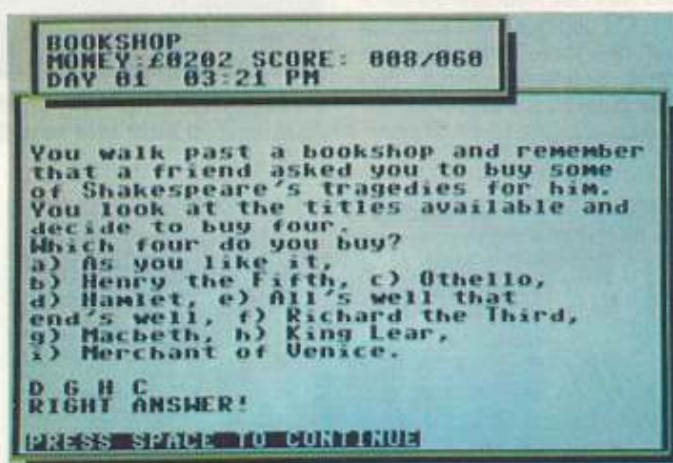 BOOKSHOP
MONEY:£0202 SCORE: 008/060
DAY 01 03:21 PM
You walk past a bookshop and remember
that a friend asked you to buy some
of Shakespeare's tragedies for him.
You look at the titles available and
decide to buy four.
Which four do you buy?
a) As you like it,
b) Henry the Fifth, c) Othello,
d) Hamlet, e) All's well that
end's well, f) Richard the Third,
g) Macbeth, h) King Lear,
i) Merchant of Venice.
D G H C
RIGHT ANSWER!
PRESS SPACE TO CONTINUE